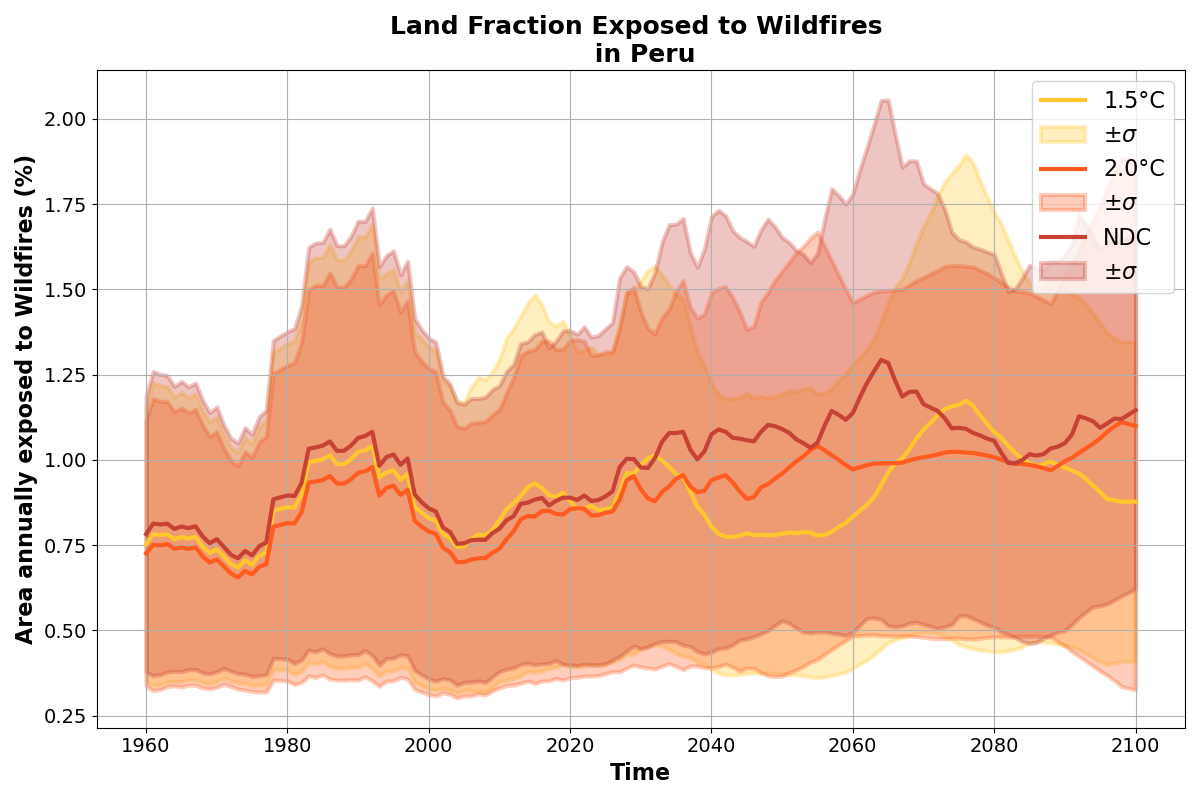 Land Fraction Exposed to Wildfires
in Peru
Area annually exposed to Wildfires (%)
2.00
1.75
1.50
1.25
1.00
0.75
0.50
0.25
1.5°C
±σ
2.0°C
±σ
NDC
±σ
1960
1980
2000
2020
2040
2060
2080
2100
Time